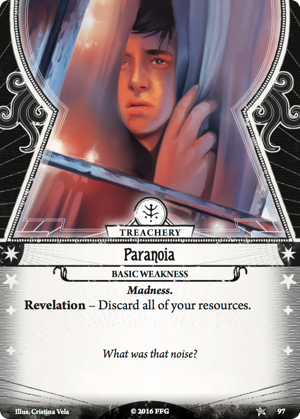 TREACHERY
Paranoia
BASIC WEAKNESS
Madness.
Revelation – Discard all of your resources.
What was that noise?
Illus. Cristina Vela © 2016 FFG 97